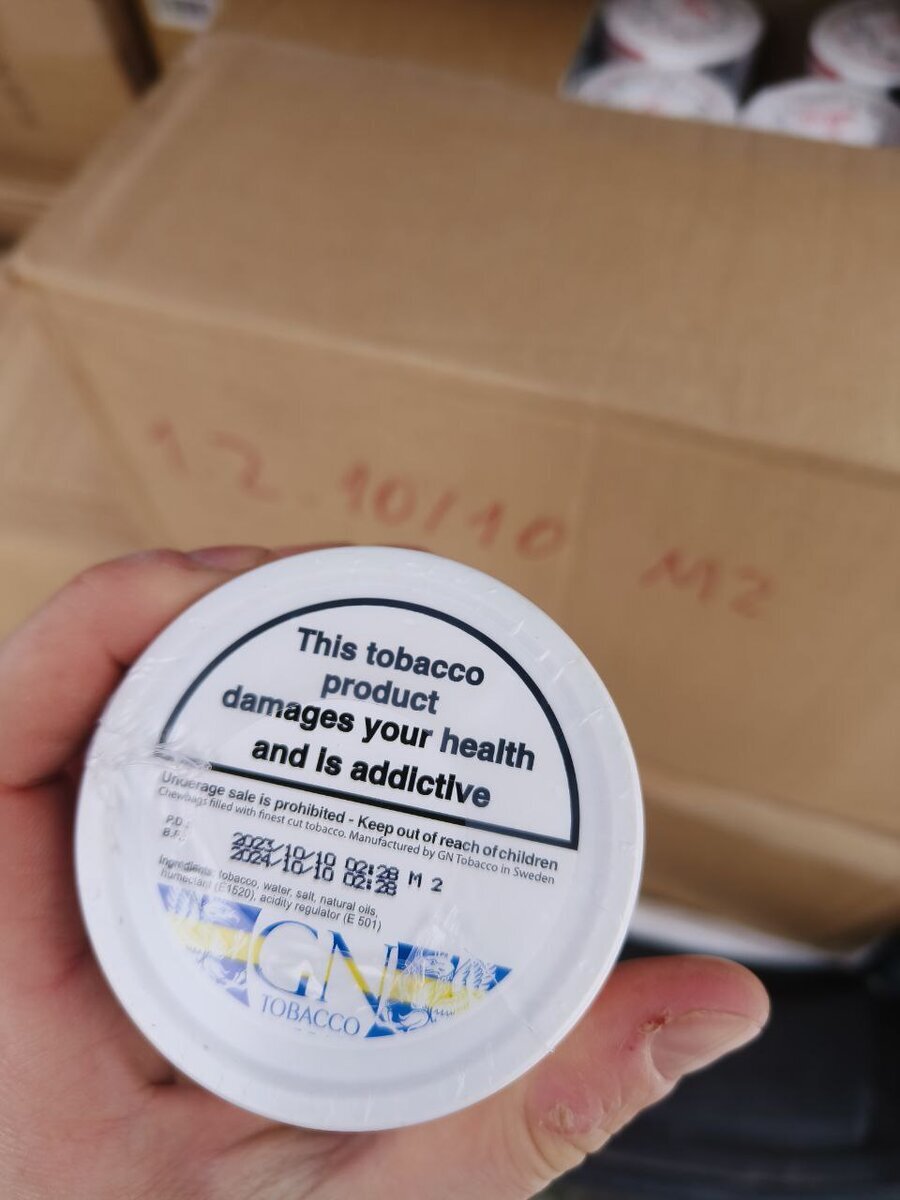 12.10/10 M2
This tobacco
product
damages your health
and is addictive
Underage sale is prohibited - Keep out of reach of children
Chewbags filled with finest cut tobacco. Manufactured by GN Tobacco in Sweden
P.D.: 2023/10/10 02:28 M 2
B.F.: 2024/10/10 02:28
Ingredients: tobacco, water, salt, natural oils,
humectant (E1520), acidity regulator (E 501)
GN
TOBACCO